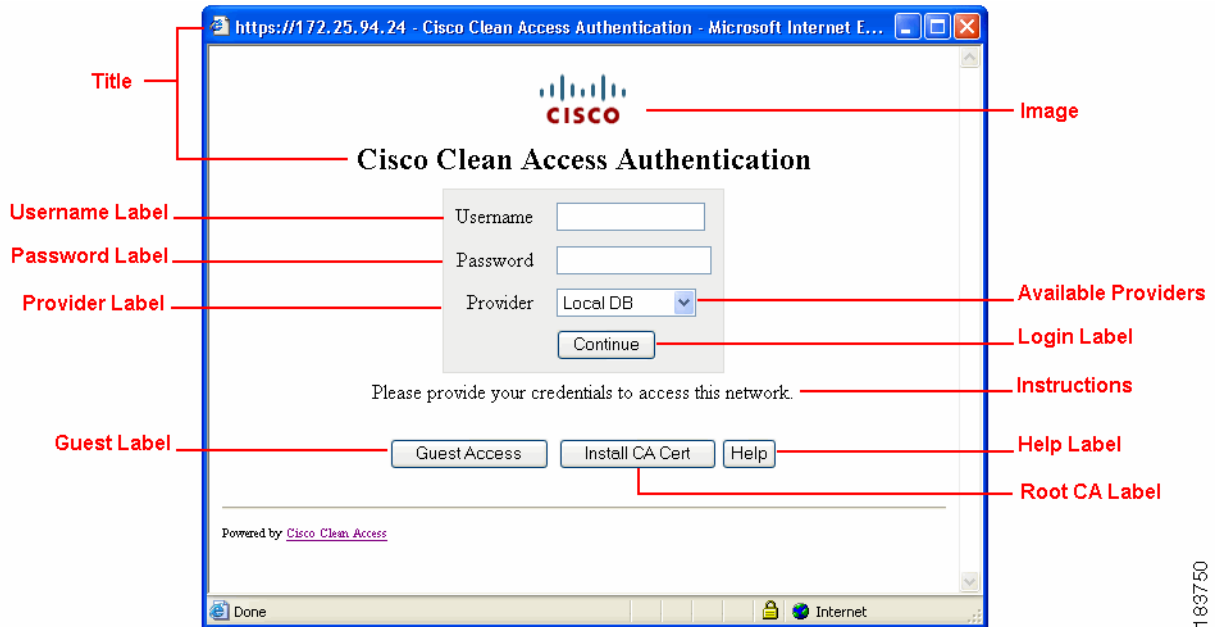 https://172.25.94.24 - Cisco Clean Access Authentication - Microsoft Internet E...
Title
CISCO
Image
Cisco Clean Access Authentication
Username Label
Username
Password Label
Password
Provider Label
Provider
Local DB
Available Providers
Continue
Login Label
Please provide your credentials to access this network.
Instructions
Guest Label
Guest Access
Install CA Cert
Help
Help Label
Root CA Label
Powered by Cisco Clean Access
Done
Internet
183750